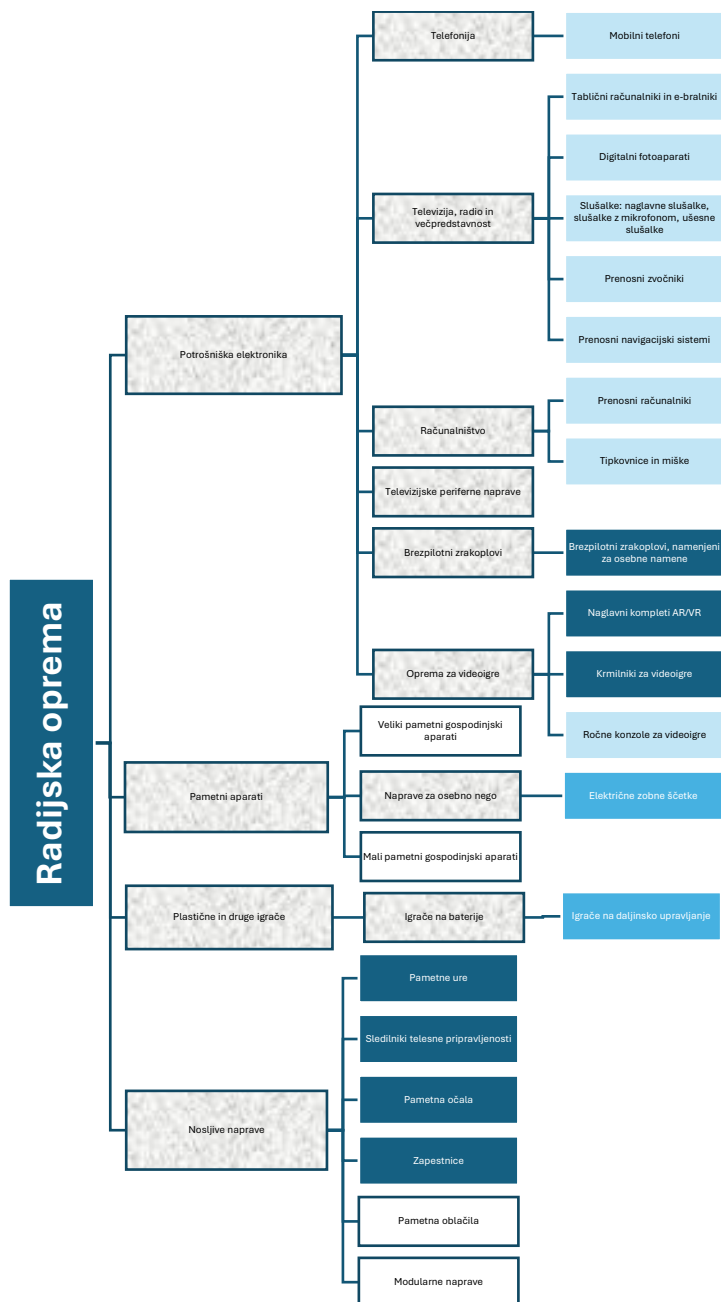 Radijska oprema
Potrošniška elektronika
Telefonija
Mobilni telefoni
Televizija, radio in
večpredstavnost
Tablični računalniki in e-bralniki
Digitalni fotoaparati
Slušalke: naglavne slušalke,
slušalke z mikrofonom, ušesne
slušalke
Prenosni zvočniki
Prenosni navigacijski sistemi
Računalništvo
Prenosni računalniki
Tipkovnice in miške
Televizijske periferne naprave
Brezpilotni zrakoplovi
Brezpilotni zrakoplovi, namenjeni
za osebne namene
Oprema za videoigre
Naglavni kompleti AR/VR
Krmilniki za videoigre
Ročne konzole za videoigre
Pametni aparati
Veliki pametni gospodinjski
aparati
Naprave za osebno nego
Električne zobne ščetke
Mali pametni gospodinjski aparati
Plastične in druge igrače
Igrače na baterije
Igrače na daljinsko upravljanje
Nosljive naprave
Pametne ure
Sledilniki telesne pripravljenosti
Pametna očala
Zapestnice
Pametna oblačila
Modularne naprave